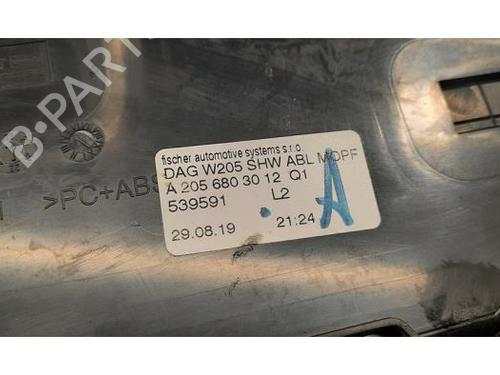 B-PARTS
fischer automotive systems s.r.o.
DAG W205 SHW ABL MOPF
A 205 680 30 12 Q1
539591 L2
29.08.19 21:24
A
>PC+ABS